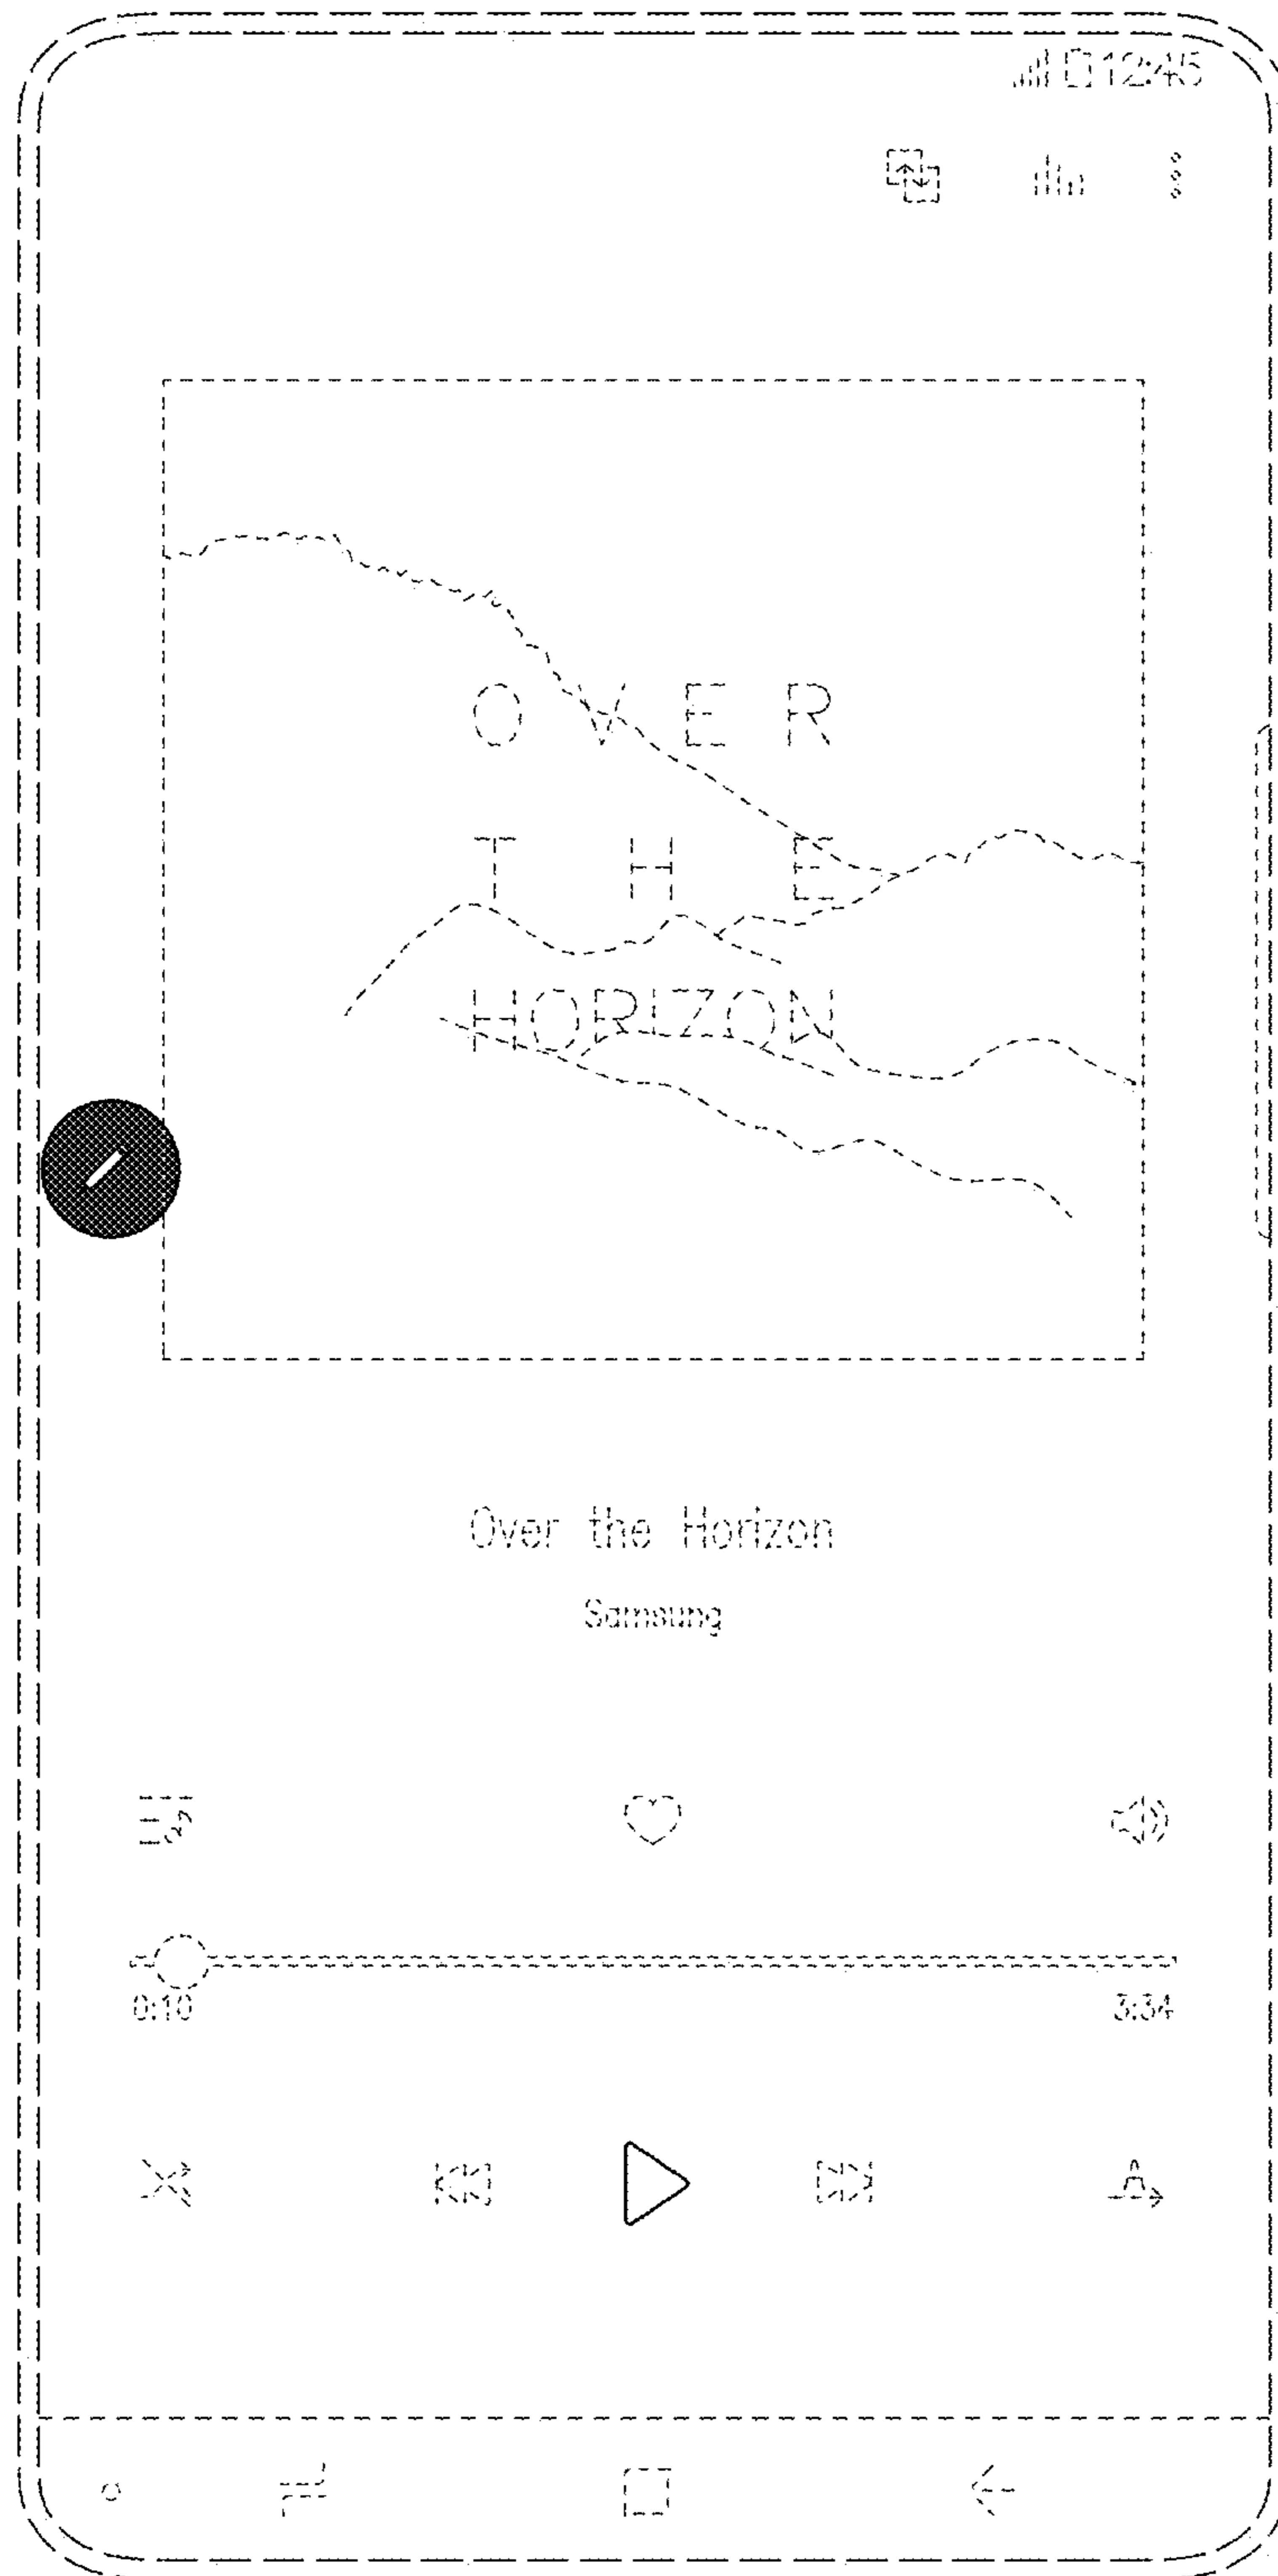 12:45
OVER
THE
HORIZON
Over the Horizon
Samsung
0:10
3:34
A